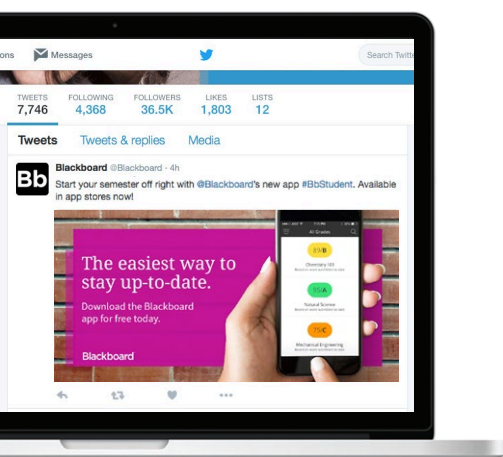 ons Messages Search Twitte
TWEETS FOLLOWING FOLLOWERS LIKES LISTS
7,746 4,368 36.5K 1,803 12
Tweets Tweets & replies Media
Bb
Blackboard @Blackboard · 4h
Start your semester off right with @Blackboard's new app #BbStudent. Available
in app stores now!
The easiest way to
stay up-to-date.
Download the Blackboard
app for free today.
Blackboard
All Grades
83/B
Chemistry 101
95/A
Natural Science
75/C
Mechanical Engineering